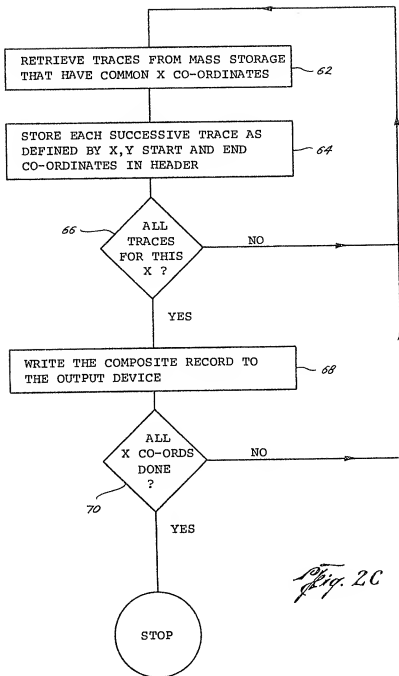 RETRIEVE TRACES FROM MASS STORAGE
THAT HAVE COMMON X CO-ORDINATES
62
STORE EACH SUCCESSIVE TRACE AS
DEFINED BY X,Y START AND END
CO-ORDINATES IN HEADER
64
66
ALL
TRACES
FOR THIS
X ?
NO
YES
WRITE THE COMPOSITE RECORD TO
THE OUTPUT DEVICE
68
ALL
X CO-ORDS
DONE
?
NO
70
YES
Fig. 2C
STOP